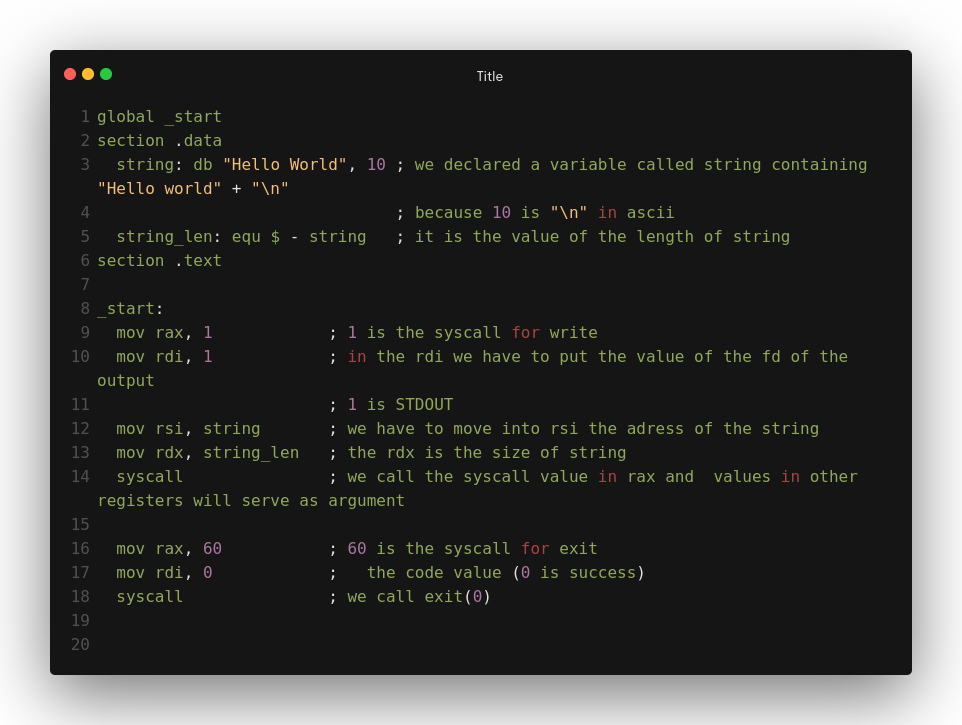 Title
1 global _start
2 section .data
3   string: db "Hello World", 10 ; we declared a variable called string containing
"Hello world" + "\n"
4                                ; because 10 is "\n" in ascii
5   string_len: equ $ - string   ; it is the value of the length of string
6 section .text
7
8 _start:
9   mov rax, 1            ; 1 is the syscall for write
10   mov rdi, 1            ; in the rdi we have to put the value of the fd of the
output
11                         ; 1 is STDOUT
12   mov rsi, string       ; we have to move into rsi the adress of the string
13   mov rdx, string_len   ; the rdx is the size of string
14   syscall               ; we call the syscall value in rax and  values in other
registers will serve as argument
15
16   mov rax, 60           ; 60 is the syscall for exit
17   mov rdi, 0            ;   the code value (0 is success)
18   syscall               ; we call exit(0)
19
20